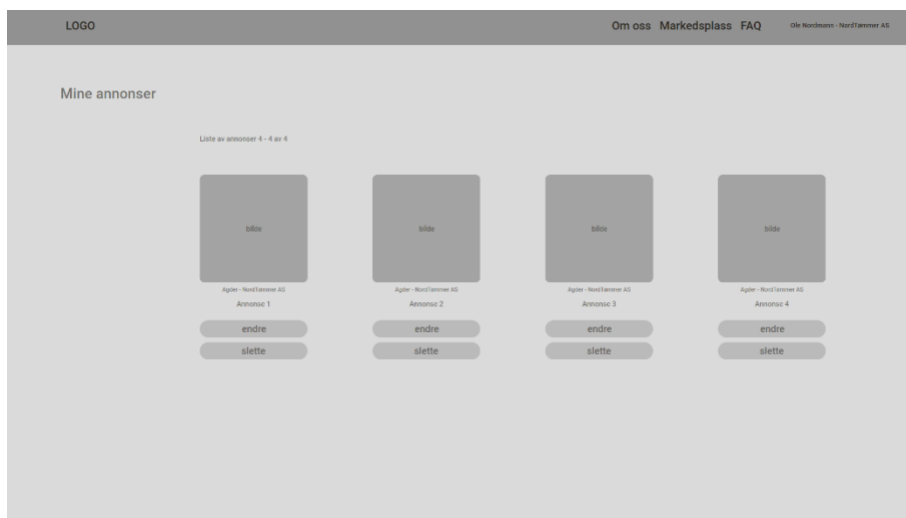 LOGO
Om oss Markedsplass FAQ Ole Nordmann - NordTømmer AS
Mine annonser
Liste av annonser 4 - 4 av 4
bilde bilde bilde bilde
Agder - NordTømmer AS Agder - NordTømmer AS Agder - NordTømmer AS Agder - NordTømmer AS
Annonse 1 Annonse 2 Annonse 3 Annonse 4
endre endre endre endre
slette slette slette slette